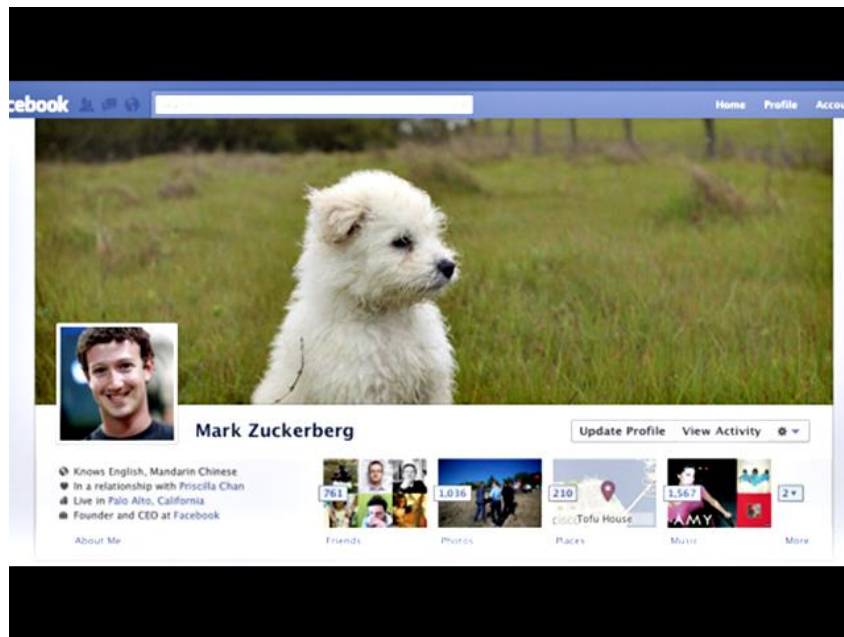 cebook
Home Profile Accou
Mark Zuckerberg
Update Profile View Activity
Knows English, Mandarin Chinese
In a relationship with Priscilla Chan
Live in Palo Alto, California
Founder and CEO at Facebook
761
1,036
210
1,567
2
Tofu House
AMY
About Me
Friends
Photos
Places
Music
More